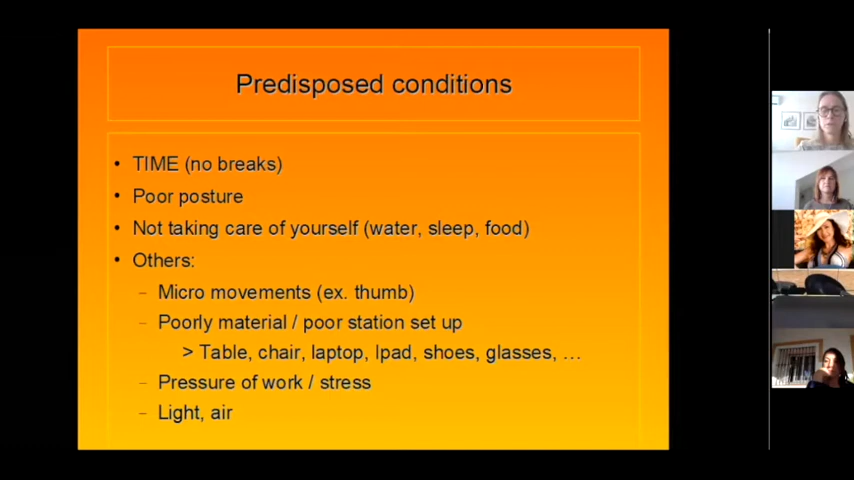 Predisposed conditions
• TIME (no breaks)
• Poor posture
• Not taking care of yourself (water, sleep, food)
• Others:
– Micro movements (ex. thumb)
– Poorly material / poor station set up
> Table, chair, laptop, Ipad, shoes, glasses, …
– Pressure of work / stress
– Light, air